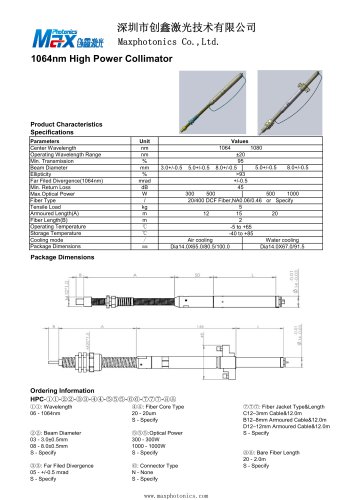 Maxphotonics 创鑫激光
深圳市创鑫激光技术有限公司
Maxphotonics Co.,Ltd.
1064nm High Power Collimator
Product Characteristics
Specifications
Parameters Unit Values
Center Wavelength nm 1064 1080
Operating Wavelength Range nm ±20
Min. Transmission % 95
Beam Diameter mm 3.0+/-0.5 5.0+/-0.5 8.0+/-0.5 5.0+/-0.5 8.0+/-0.5
Ellipticity % >93
Far Filed Divergence(1064nm) mrad +/-0.5
Min. Return Loss dB 45
Max.Optical Power W 300 500 500 1000
Fiber Type / 20/400 DCF Fiber,NA0.06/0.46 or Specify
Tensile Load kg 5
Armoured Length(A) m 12 15 20
Fiber Length(B) m 2
Operating Temperature °C -5 to +65
Storage Temperature °C -40 to +85
Cooling mode / Air cooling Water cooling
Package Dimensions ㎜ Dia14.0X65.0/80.5/100.0 Dia14.0X67.0/91.5
Package Dimensions
B A 50 L
Ordering Information
HPC-①①-②②-③③-④④-⑤⑤⑤-⑥⑥-⑦⑦⑦-⑧⑧
①①: Wavelength
06 - 1064nm
②②: Beam Diameter
03 - 3.0±0.5mm
08 - 8.0±0.5mm
S - Specify
③③: Far Filed Divergence
05 - +/-0.5 mrad
S - Specify
④④: Fiber Core Type
20 - 20um
S - Specify
⑤⑤⑤:Optical Power
300 - 300W
1000 - 1000W
S - Specify
⑥: Connector Type
N - None
S - Specify
⑦⑦⑦: Fiber Jacket Type&Length
C12–3mm Cable&12.0m
B12–8mm Armoured Cable&12.0m
D12–12mm Armoured Cable&12.0m
S - Specify
⑧⑧: Bare Fiber Length
20 - 2.0m
S - Specify
www.maxphotonics.com